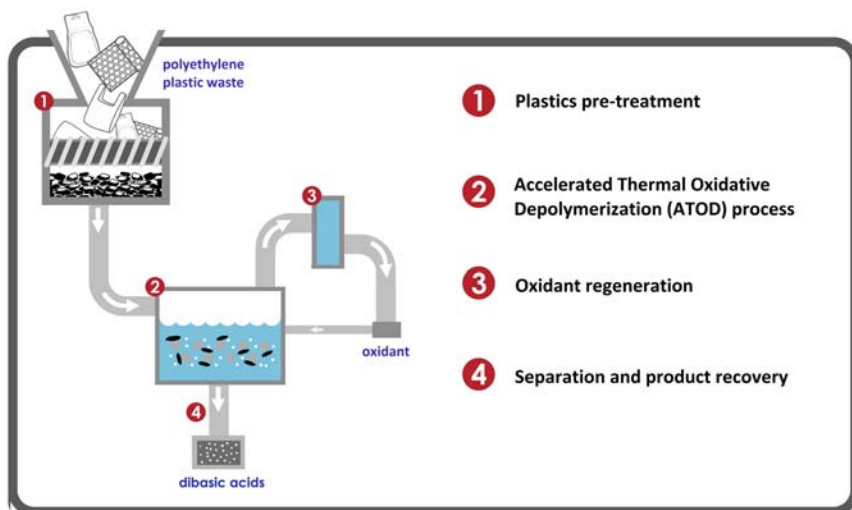 polyethylene
plastic waste
1
3
2
oxidant
4
dibasic acids
1 Plastics pre-treatment
2 Accelerated Thermal Oxidative
Depolymerization (ATOD) process
3 Oxidant regeneration
4 Separation and product recovery